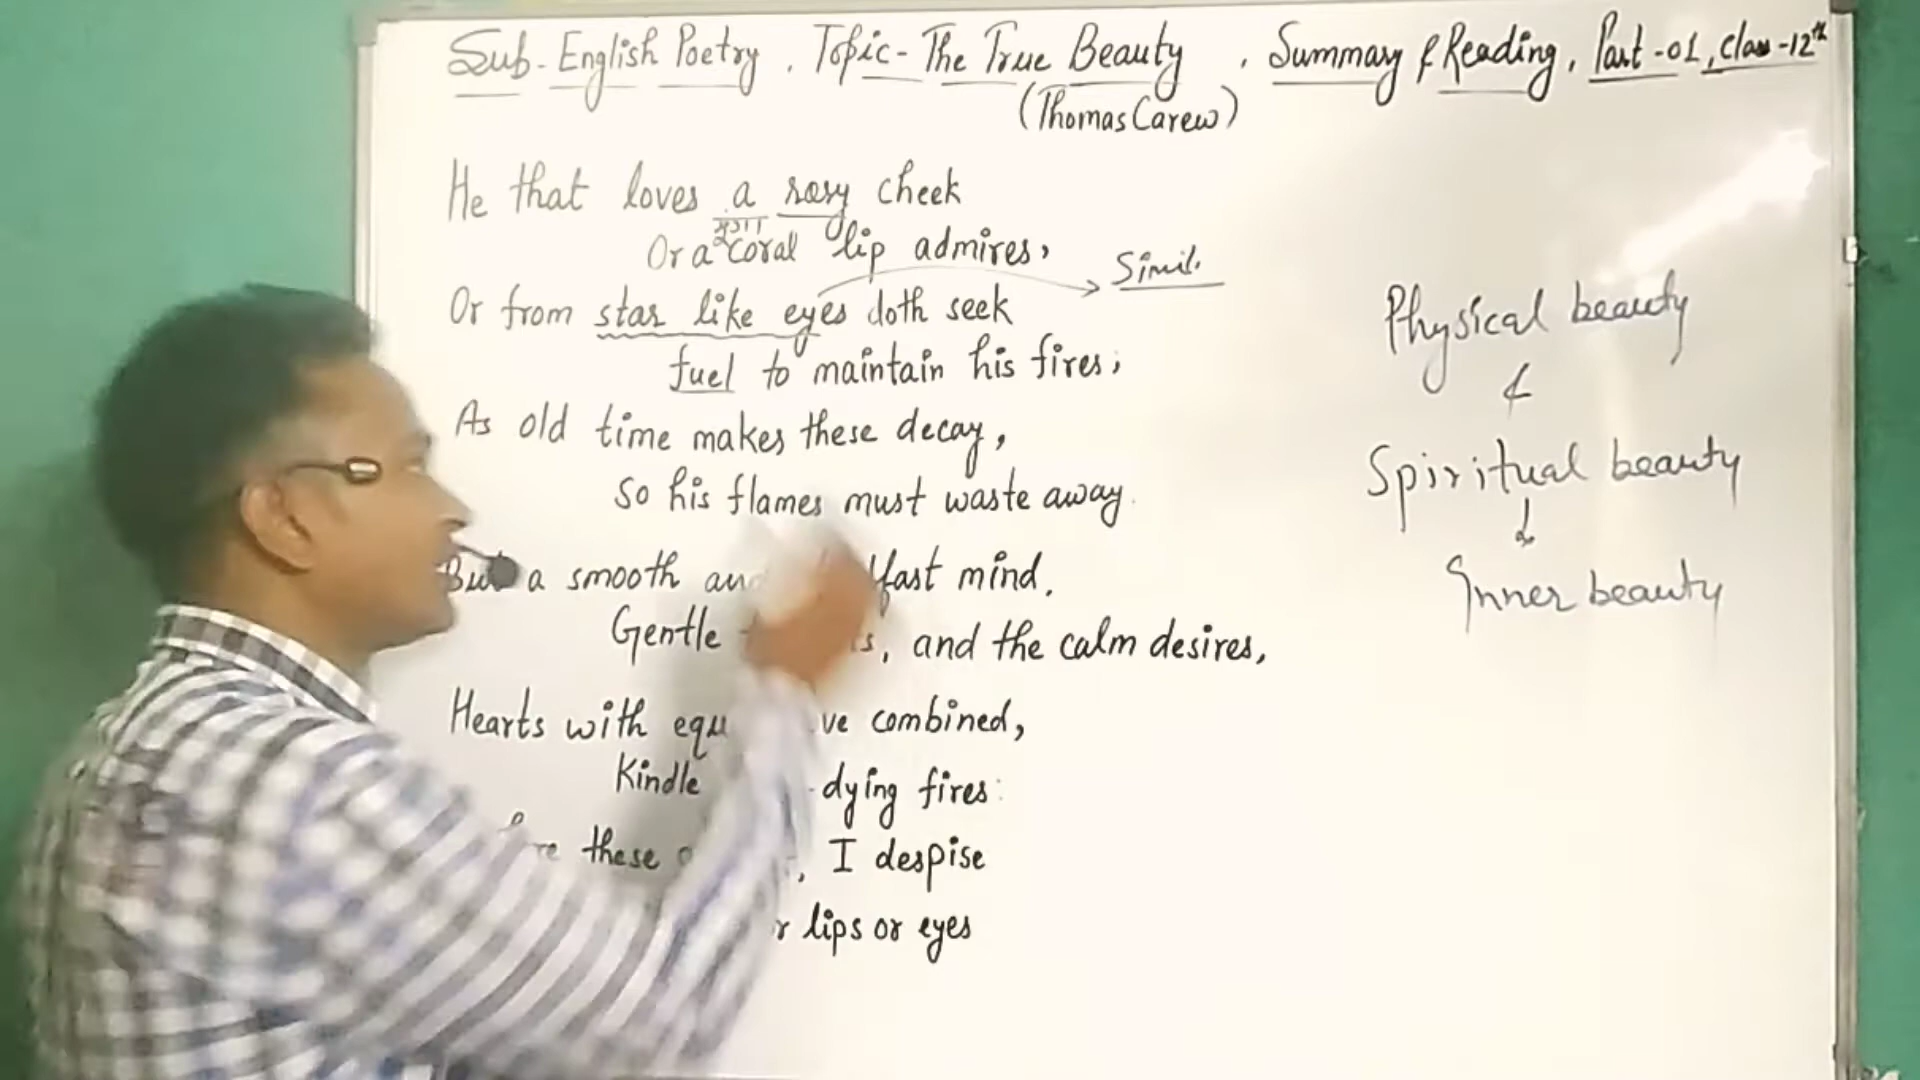 Sub - English Poetry . Topic - The True Beauty , Summary & Reading, Part -01, Class -12th
(Thomas Carew)
He that loves a rosy cheek
मूंगा
Or a coral lip admires,
Simil.
Or from star like eyes doth seek
fuel to maintain his fires;
As old time makes these decay,
So his flames must waste away.
But a smooth and fast mind.
Gentle , and the calm desires,
Hearts with combined,
Kindle dying fires:
these , I despise
lips or eyes
Physical beauty
&
Spiritual beauty
Inner beauty